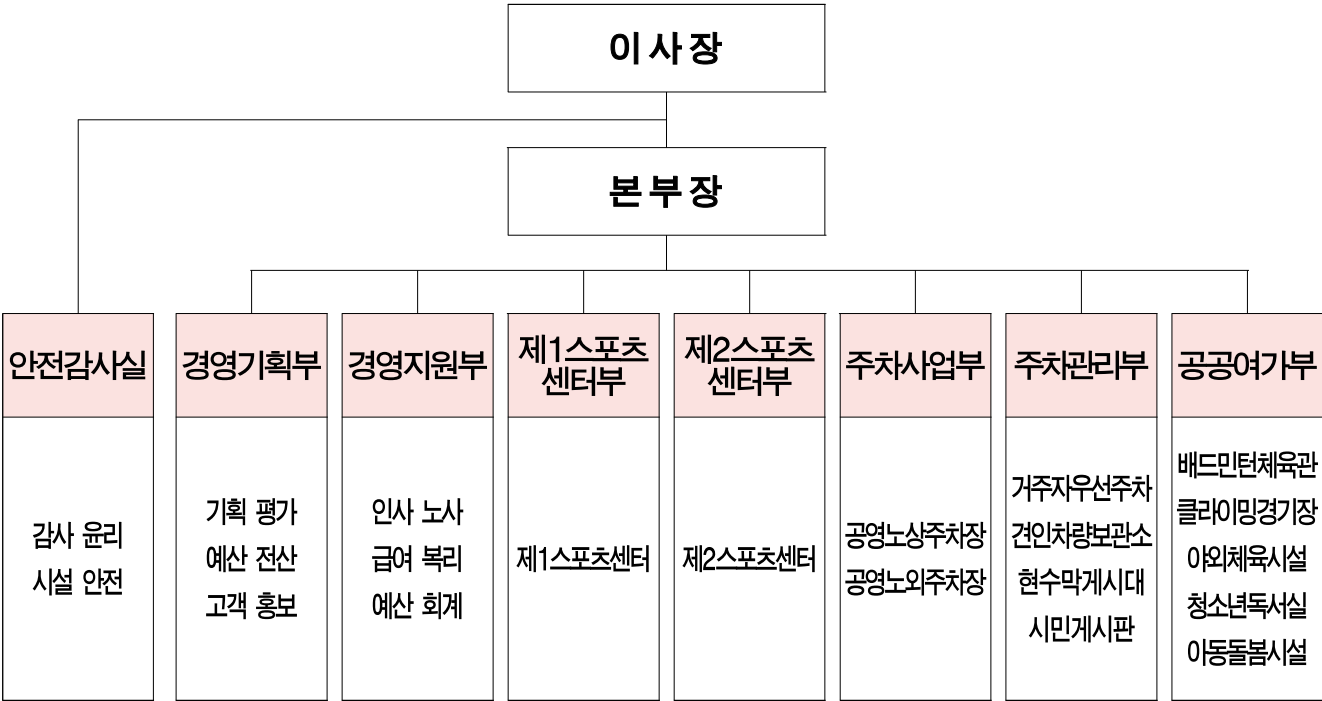 이사장
본부장
안전감사실
감사 윤리
시설 안전
경영기획부
기획 평가
예산 전산
고객 홍보
경영지원부
인사 노사
급여 복리
예산 회계
제1스포츠
센터부
제1스포츠센터
제2스포츠
센터부
제2스포츠센터
주차사업부
공영노상주차장
공영노외주차장
주차관리부
거주자우선주차
견인차량보관소
현수막게시대
시민게시판
공공여가부
배드민턴체육관
클라이밍경기장
야외체육시설
청소년독서실
아동돌봄시설